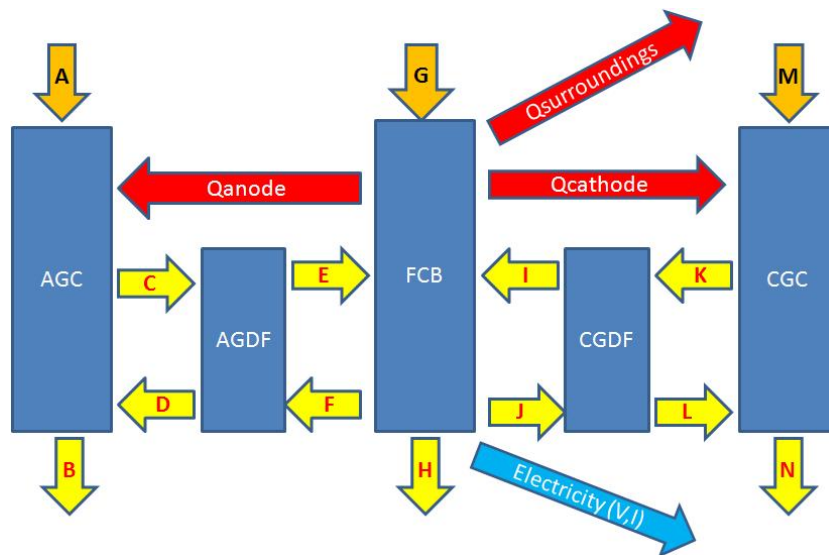 A
G
M
Qsurroundings
Qanode
Qcathode
AGC
C
E
FCB
I
K
CGC
AGDF
CGDF
D
F
J
L
B
H
N
Electricity (V,I)